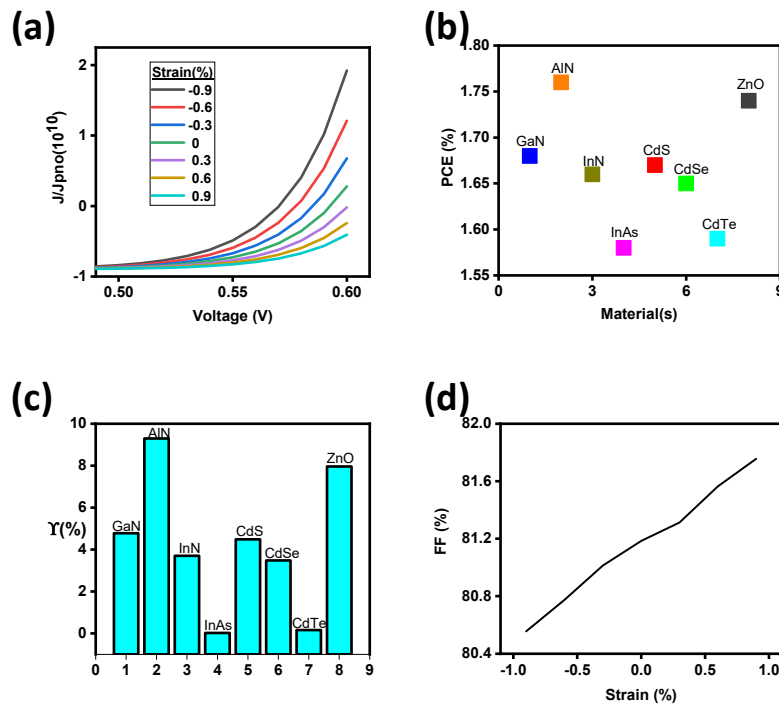 (a)
2
1
0
-1
J/Jpno(10^10)
Strain(%)
-0.9
-0.6
-0.3
0
0.3
0.6
0.9
0.50
0.55
0.60
Voltage (V)
(b)
1.80
1.75
1.70
1.65
1.60
1.55
PCE (%)
AlN
ZnO
GaN
InN
CdS
CdSe
InAs
CdTe
0
3
6
9
Material(s)
(c)
10
8
6
4
2
0
ϒ(%)
GaN
AlN
InN
InAs
CdS
CdSe
CdTe
ZnO
0 1 2 3 4 5 6 7 8 9
(d)
82.0
81.6
81.2
80.8
80.4
FF (%)
-1.0 -0.5 0.0 0.5 1.0
Strain (%)